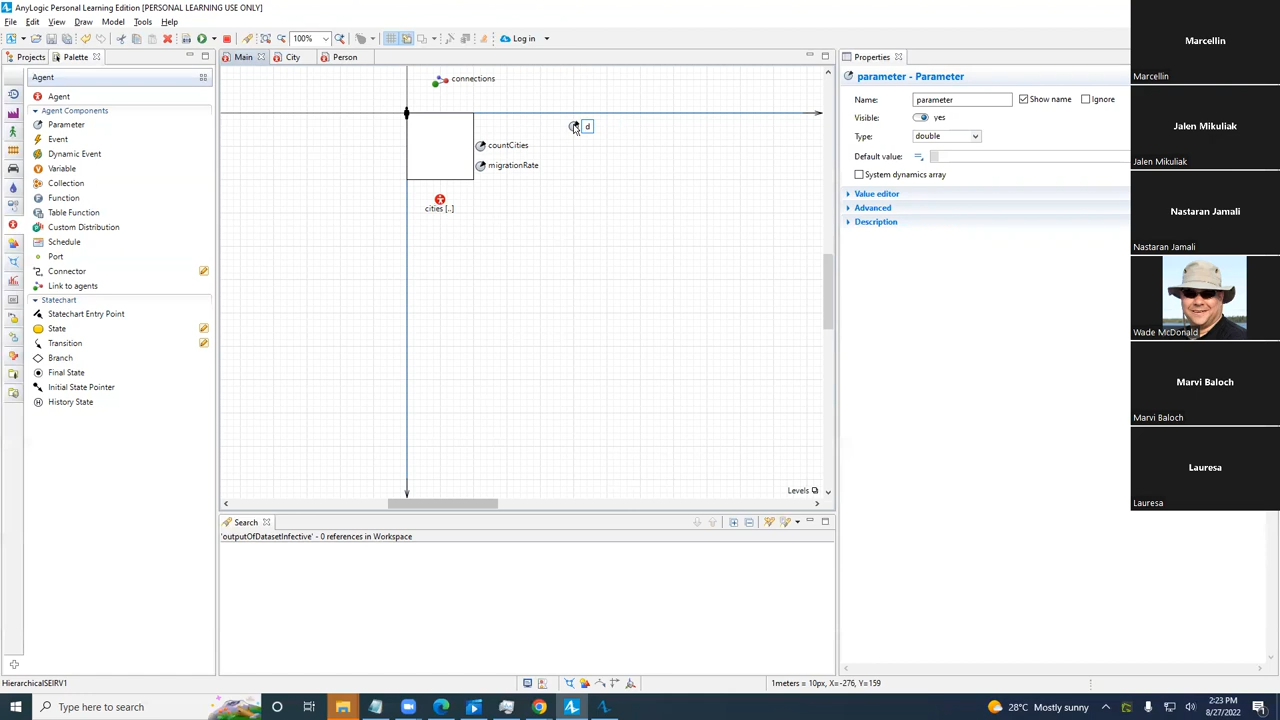 AnyLogic Personal Learning Edition [PERSONAL LEARNING USE ONLY]
File Edit View Draw Model Tools Help
100% Log in
Projects Palette
Agent
Agent
Agent Components
Parameter
Event
Dynamic Event
Variable
Collection
Function
Table Function
Custom Distribution
Schedule
Port
Connector
Link to agents
Statechart
Statechart Entry Point
State
Transition
Branch
Final State
Initial State Pointer
History State
Main City Person
connections
d
countCities
migrationRate
cities [..]
Levels
Search
'outputOfDatasetInfective' - 0 references in Workspace
Properties
parameter - Parameter
Name: parameter Show name Ignore
Visible: yes
Type: double
Default value:
System dynamics array
Value editor
Advanced
Description
Marcellin
Marcellin
Jalen Mikuliak
Jalen Mikuliak
Nastaran Jamali
Nastaran Jamali
Wade McDonald
Marvi Baloch
Marvi Baloch
Lauresa
Lauresa
HierarchicalSEIRV1
1meters = 10px, X=-276, Y=159
Type here to search
28°C Mostly sunny
2:23 PM
8/27/2022